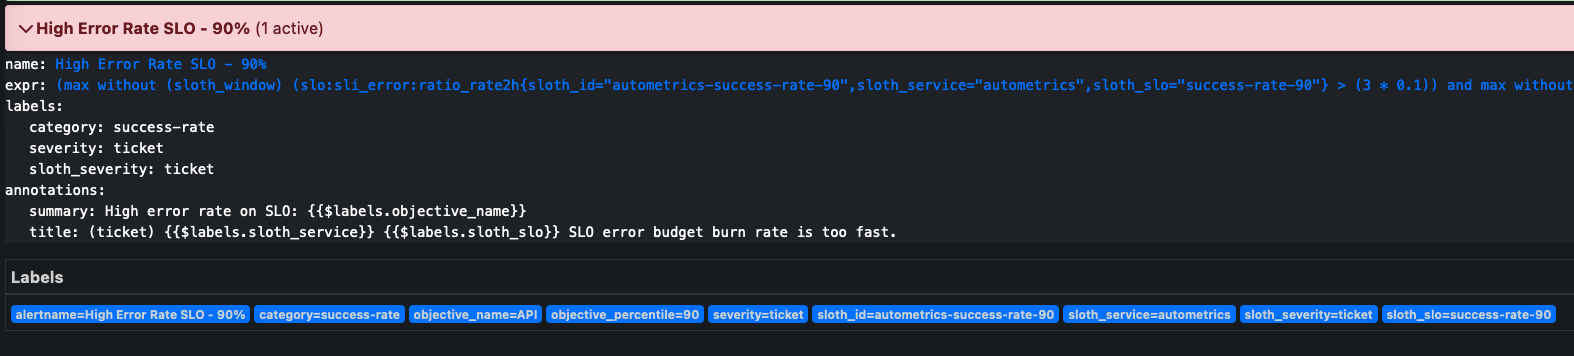 High Error Rate SLO - 90% (1 active)
name: High Error Rate SLO - 90%
expr: (max without (sloth_window) (slo:sli_error:ratio_rate2h{sloth_id="autometrics-success-rate-90",sloth_service="autometrics",sloth_slo="success-rate-90"} > (3 * 0.1)) and max without
labels:
category: success-rate
severity: ticket
sloth_severity: ticket
annotations:
summary: High error rate on SLO: {{$labels.objective_name}}
title: (ticket) {{$labels.sloth_service}} {{$labels.sloth_slo}} SLO error budget burn rate is too fast.
Labels
alertname=High Error Rate SLO - 90% category=success-rate objective_name=API objective_percentile=90 severity=ticket sloth_id=autometrics-success-rate-90 sloth_service=autometrics sloth_severity=ticket sloth_slo=success-rate-90